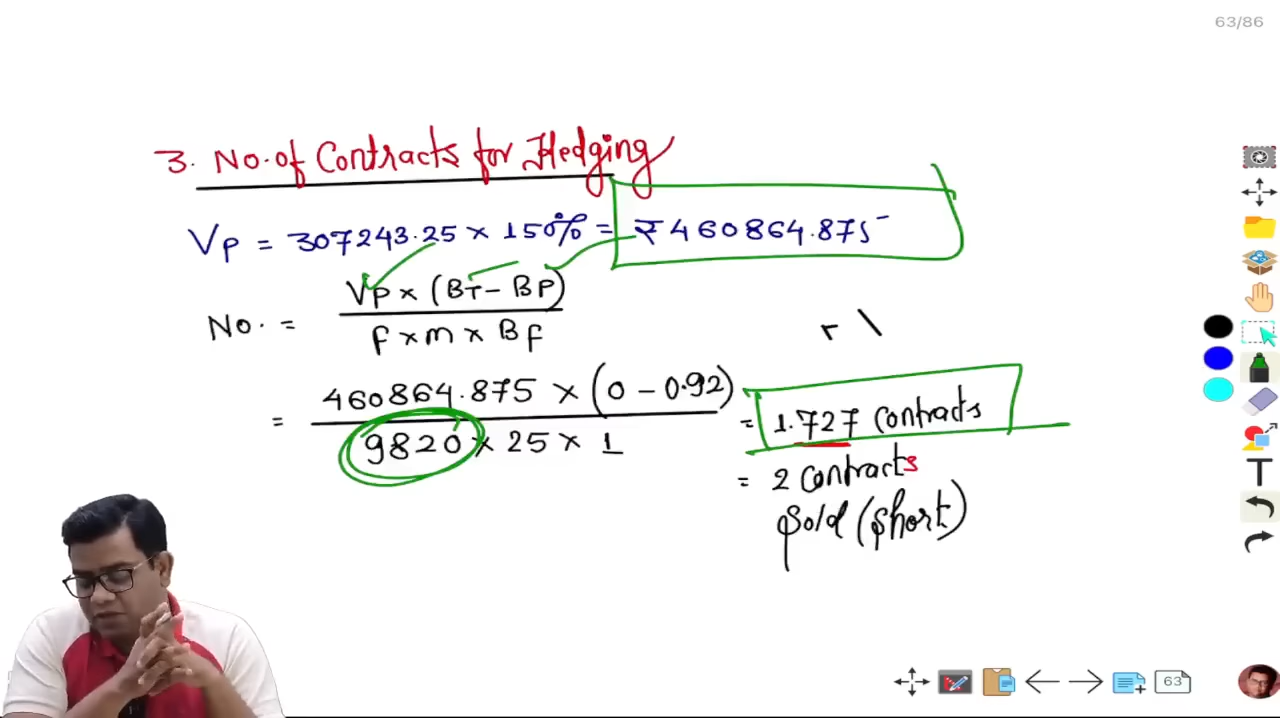 63/86
3. No. of Contracts for Hedging
Vp = 307243.25 × 150% = ₹460864.875
No. = Vp × (BT - BP) / F × m × BF
= 460864.875 × (0 - 0.92) / 9820 × 25 × 1 = 1.727 Contracts
= 2 Contracts
Sold (Short)
63